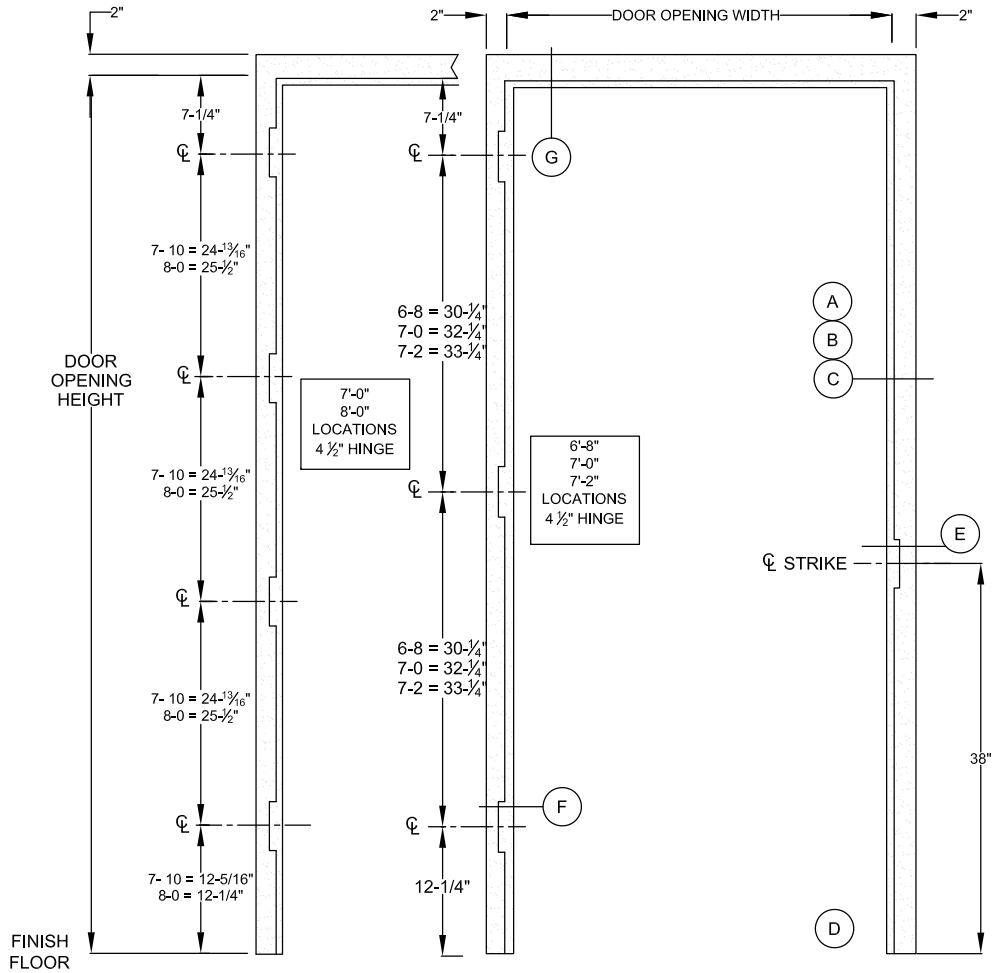 2"
2"
DOOR OPENING WIDTH
2"
7-1/4"
7-1/4"
℄
℄
G
7- 10 = 24-13⁄16"
8-0 = 25-½"
6-8 = 30-¼"
7-0 = 32-¼"
7-2 = 33-¼"
A
B
C
DOOR
OPENING
HEIGHT
℄
7'-0"
8'-0"
LOCATIONS
4 ½" HINGE
7- 10 = 24-13⁄16"
8-0 = 25-½"
℄
6'-8"
7'-0"
7'-2"
LOCATIONS
4 ½" HINGE
E
℄ STRIKE
℄
6-8 = 30-¼"
7-0 = 32-¼"
7-2 = 33-¼"
7- 10 = 24-13⁄16"
8-0 = 25-½"
38"
F
℄
℄
7- 10 = 12-5/16"
8-0 = 12-1/4"
12-1/4"
D
FINISH
FLOOR